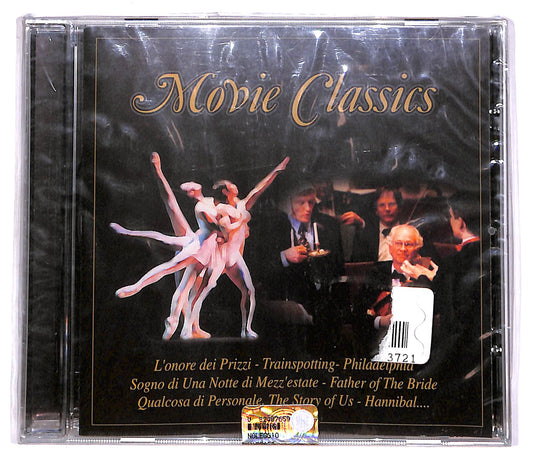 Movie Classics
3721
L'onore dei Prizzi - Trainspotting- Philadelphia
Sogno di Una Notte di Mezz'estate - Father of The Bride
Qualcosa di Personale, The Story of Us - Hannibal....